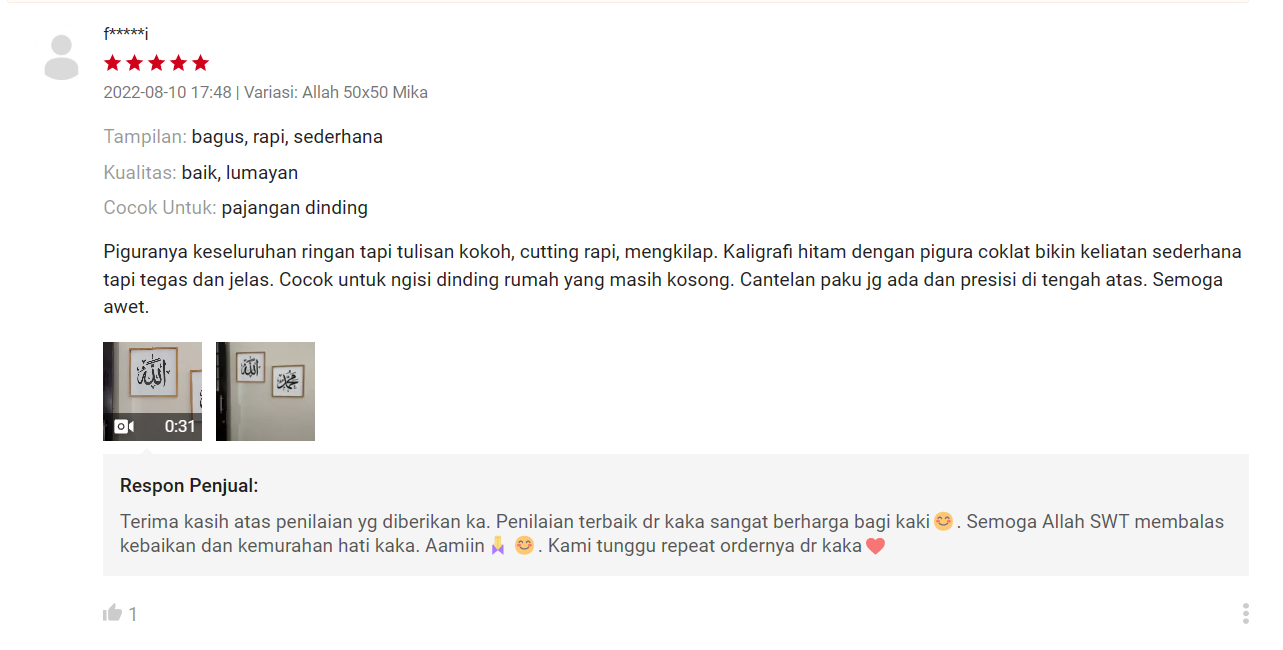 f*****i
2022-08-10 17:48 | Variasi: Allah 50x50 Mika
Tampilan: bagus, rapi, sederhana
Kualitas: baik, lumayan
Cocok Untuk: pajangan dinding
Piguranya keseluruhan ringan tapi tulisan kokoh, cutting rapi, mengkilap. Kaligrafi hitam dengan pigura coklat bikin keliatan sederhana
tapi tegas dan jelas. Cocok untuk ngisi dinding rumah yang masih kosong. Cantelan paku jg ada dan presisi di tengah atas. Semoga
awet.
الله
0:31
الله
محمد
Respon Penjual:
Terima kasih atas penilaian yg diberikan ka. Penilaian terbaik dr kaka sangat berharga bagi kaki😊. Semoga Allah SWT membalas
kebaikan dan kemurahan hati kaka. Aamiin🙏 😊. Kami tunggu repeat ordernya dr kaka❤️
1